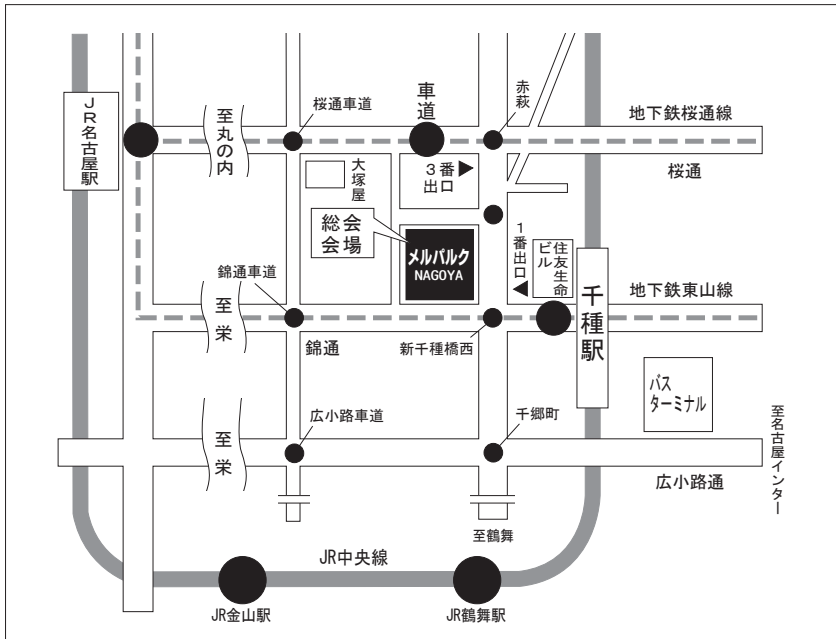 JR名古屋駅
至丸の内
桜通車道
車道
赤萩
地下鉄桜通線
桜通
大塚屋
3番
出口
総会
会場
メルパルク
NAGOYA
1番出口
住友生命
ビル
千種駅
地下鉄東山線
錦通車道
至栄
錦通
新千種橋西
バス
ターミナル
至栄
広小路車道
千郷町
広小路通
至名古屋インター
至鶴舞
JR中央線
JR金山駅
JR鶴舞駅